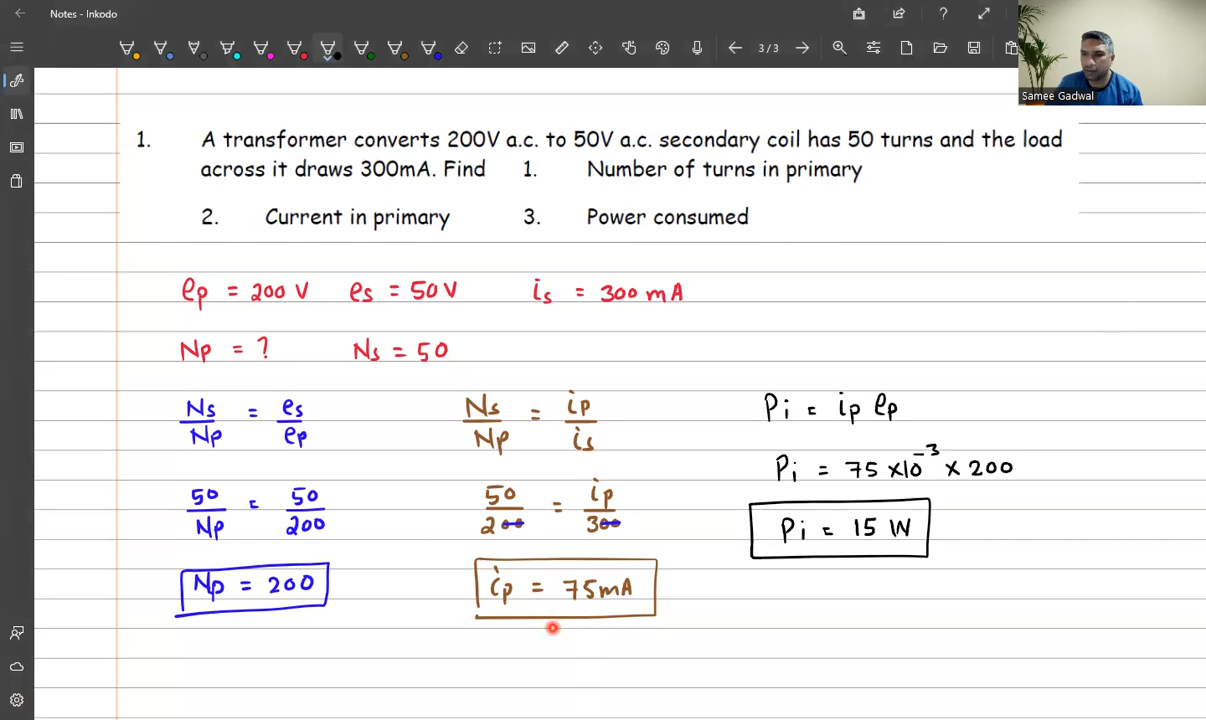 Notes - Inkodo
3/3
Samee Gadwal
1. A transformer converts 200V a.c. to 50V a.c. secondary coil has 50 turns and the load
across it draws 300mA. Find 1. Number of turns in primary
2. Current in primary 3. Power consumed
ep = 200 V es = 50 V is = 300 mA
Np = ? Ns = 50
Ns/Np = es/ep
50/Np = 50/200
Np = 200
Ns/Np = ip/is
50/200 = ip/300
ip = 75mA
Pi = ip ep
Pi = 75 ×10⁻³ × 200
Pi = 15 W